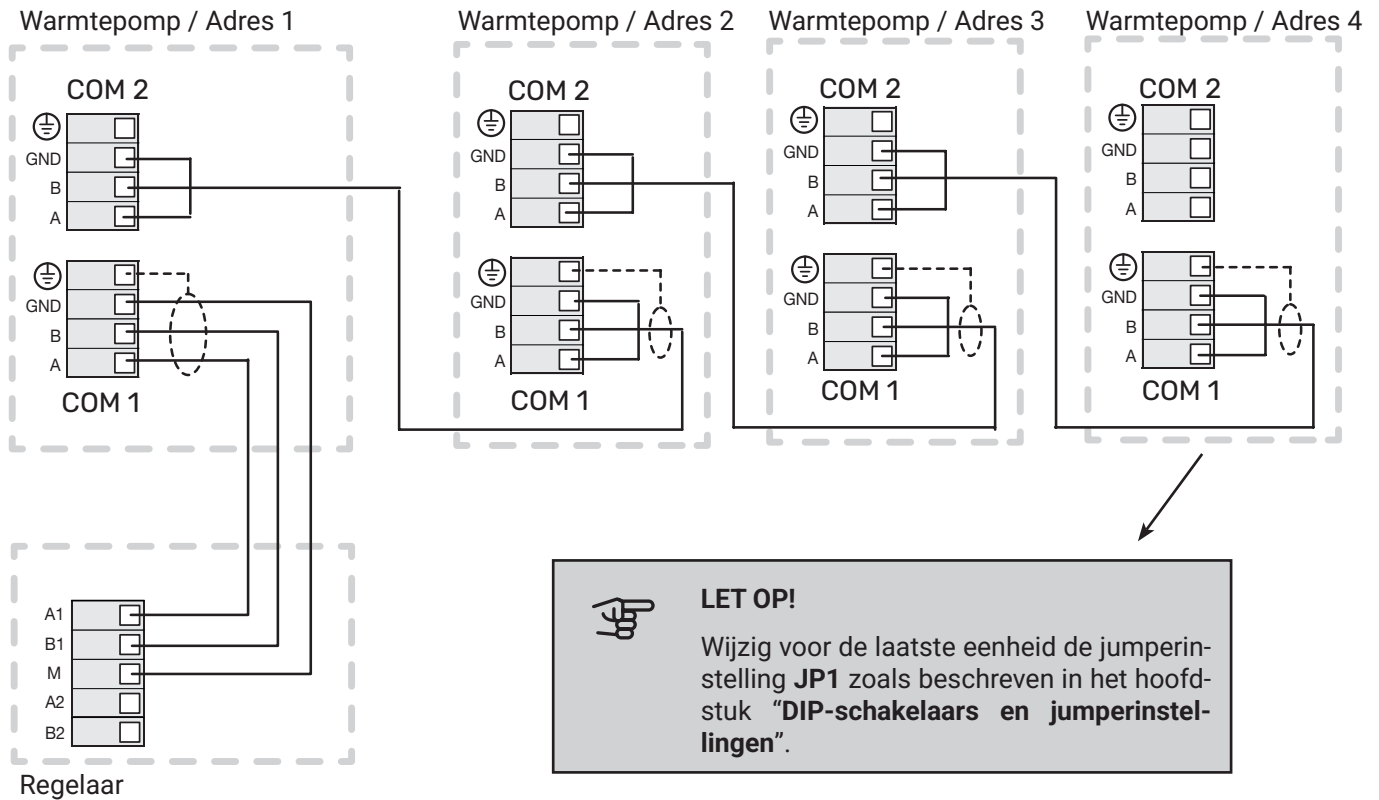 Warmtepomp / Adres 1
Warmtepomp / Adres 2
Warmtepomp / Adres 3
Warmtepomp / Adres 4
COM 2
GND
B
A
GND
B
A
COM 1
COM 2
GND
B
A
GND
B
A
COM 1
COM 2
GND
B
A
GND
B
A
COM 1
COM 2
GND
B
A
GND
B
A
COM 1
A1
B1
M
A2
B2
Regelaar
LET OP!
Wijzig voor de laatste eenheid de jumperin-
stelling JP1 zoals beschreven in het hoofd-
stuk “DIP-schakelaars en jumperinstel-
lingen”.